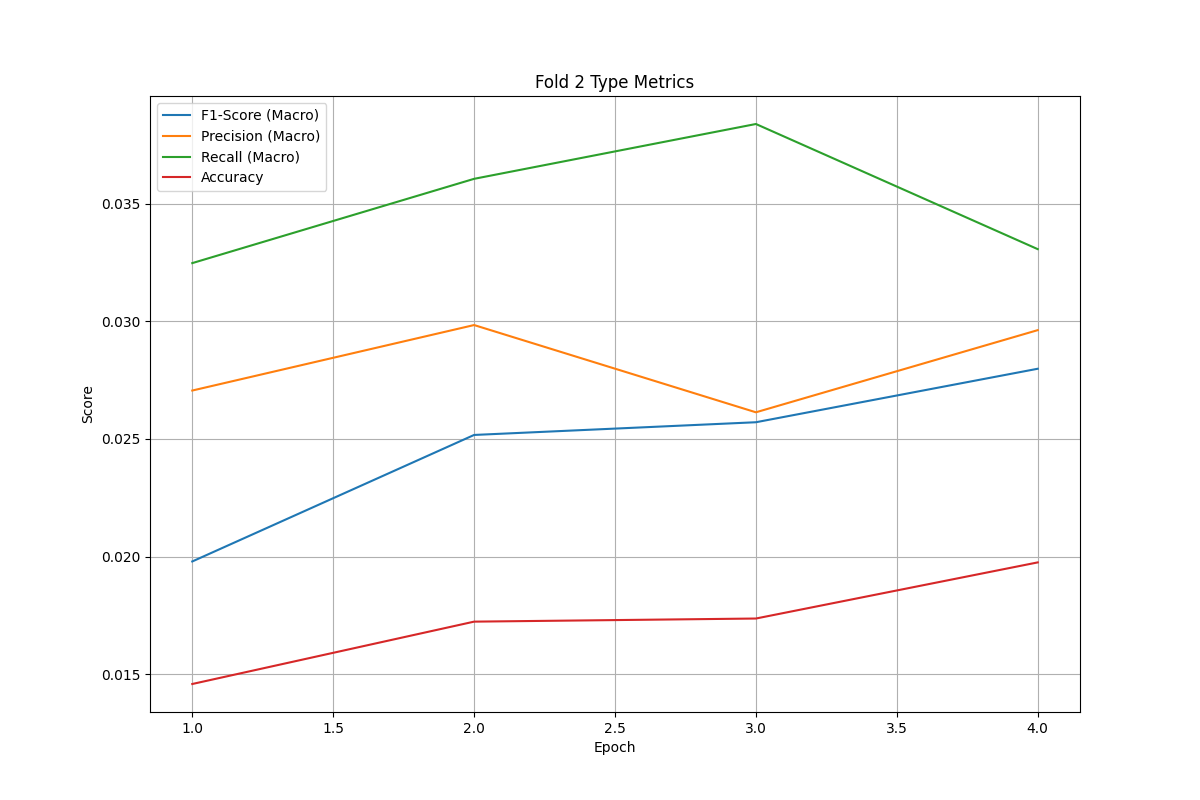 Fold 2 Type Metrics
F1-Score (Macro)
Precision (Macro)
Recall (Macro)
Accuracy
0.035
0.030
0.025
0.020
0.015
Score
1.0 1.5 2.0 2.5 3.0 3.5 4.0
Epoch